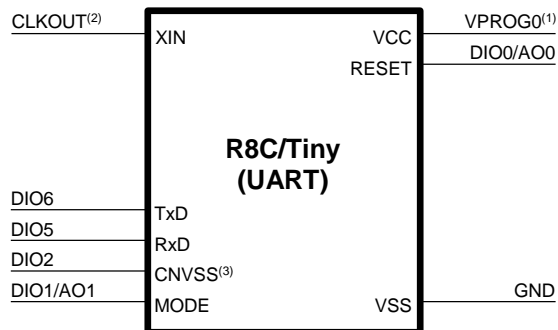 CLKOUT(2)
XIN
VCC
VPROG0(1)
RESET
DIO0/AO0
R8C/Tiny
(UART)
DIO6
TxD
DIO5
RxD
DIO2
CNVSS(3)
DIO1/AO1
MODE
VSS
GND